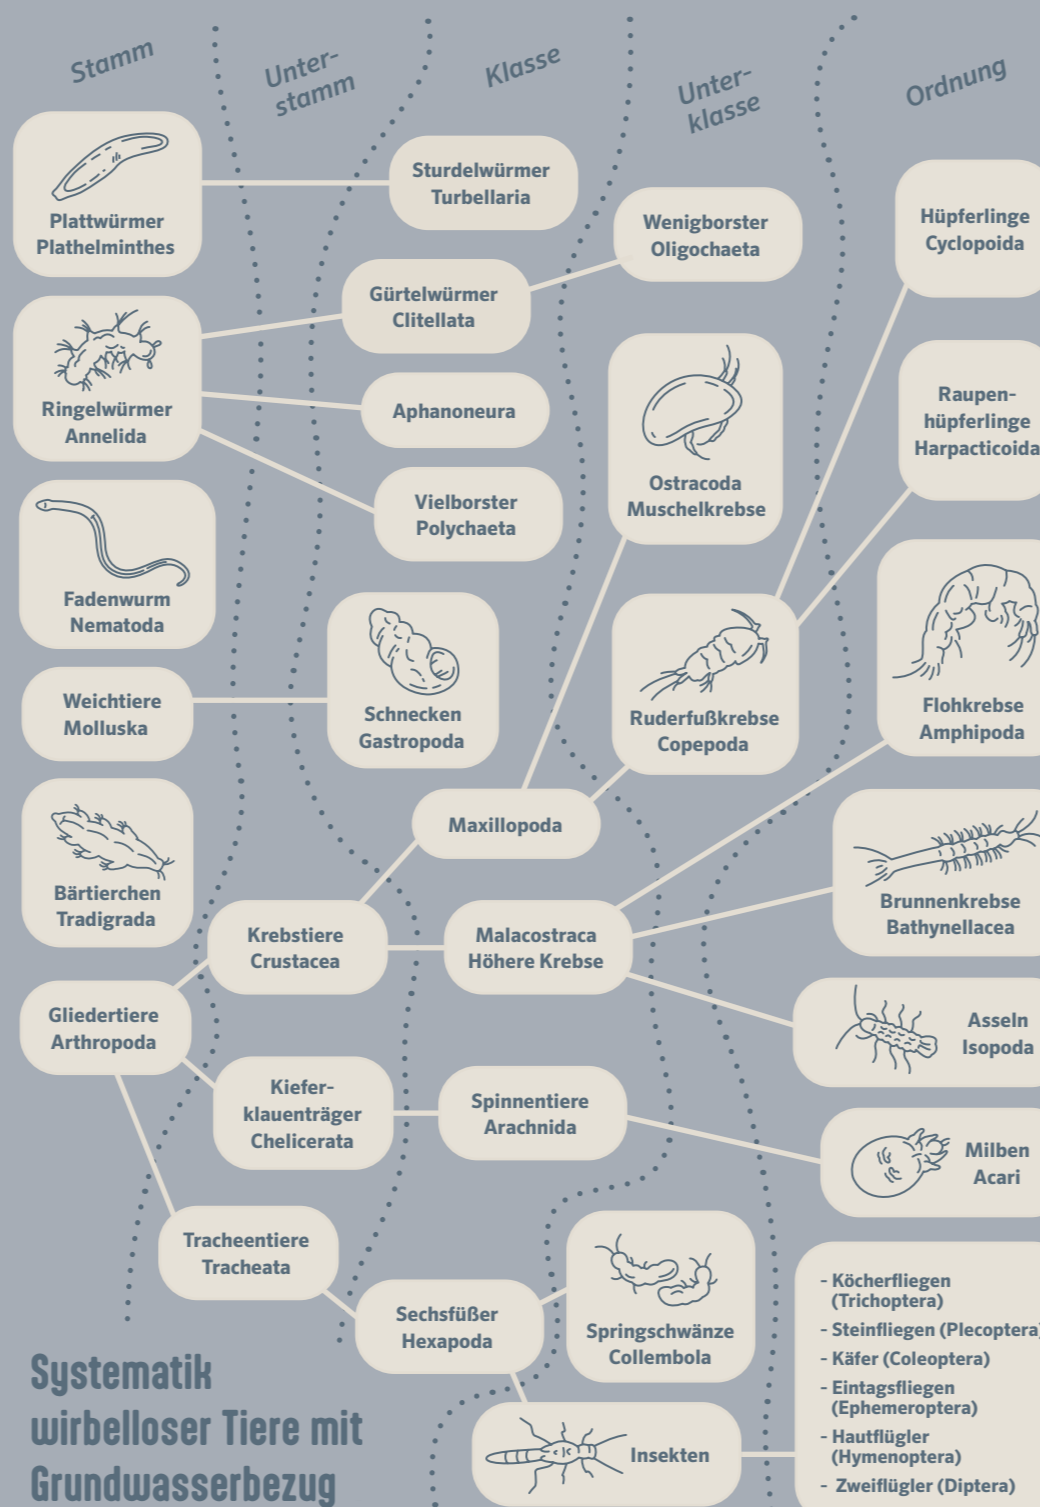 Stamm
Unter-
stamm
Klasse
Unter-
klasse
Ordnung
Plattwürmer
Plathelminthes
Sturdelwürmer
Turbellaria
Wenigborster
Oligochaeta
Hüpferlinge
Cyclopoida
Gürtelwürmer
Clitellata
Ringelwürmer
Annelida
Aphanoneura
Raupen-
hüpferlinge
Harpacticoida
Vielborster
Polychaeta
Ostracoda
Muschelkrebse
Fadenwurm
Nematoda
Weichtiere
Molluska
Schnecken
Gastropoda
Ruderfußkrebse
Copepoda
Flohkrebse
Amphipoda
Maxillopoda
Bärtierchen
Tradigrada
Brunnenkrebse
Bathynellacea
Krebstiere
Crustacea
Malacostraca
Höhere Krebse
Gliedertiere
Arthropoda
Asseln
Isopoda
Kiefer-
klauenträger
Chelicerata
Spinnentiere
Arachnida
Milben
Acari
Tracheentiere
Tracheata
Sechsfüßer
Hexapoda
Springschwänze
Collembola
Insekten
- Köcherfliegen
(Trichoptera)
- Steinfliegen (Plecoptera)
- Käfer (Coleoptera)
- Eintagsfliegen
(Ephemeroptera)
- Hautflügler
(Hymenoptera)
- Zweiflügler (Diptera)
Systematik
wirbelloser Tiere mit
Grundwasserbezug